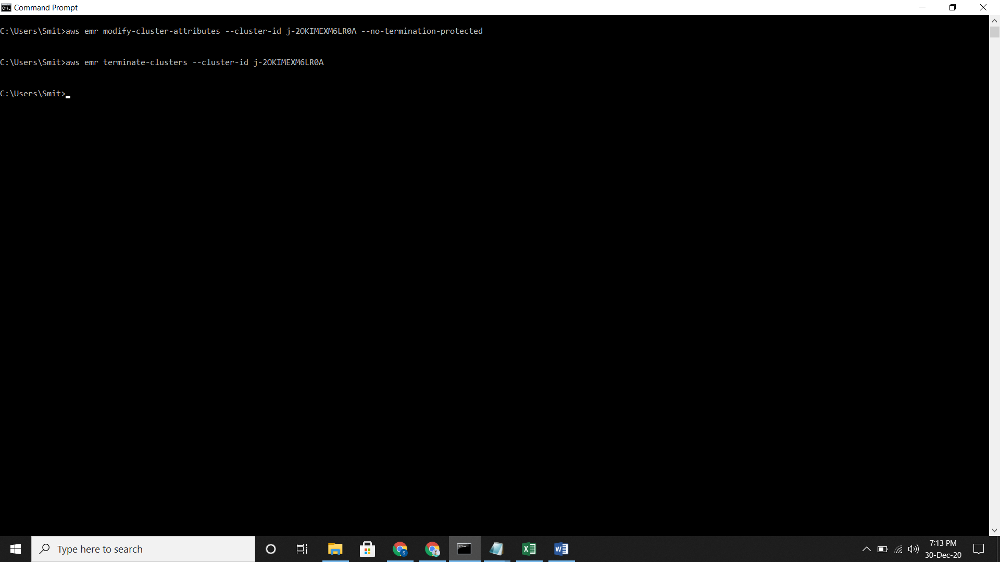 Command Prompt
C:\Users\Smit>aws emr modify-cluster-attributes --cluster-id j-2OKIMEXM6LR0A --no-termination-protected
C:\Users\Smit>aws emr terminate-clusters --cluster-id j-2OKIMEXM6LR0A
C:\Users\Smit>
Type here to search
7:13 PM
30-Dec-20